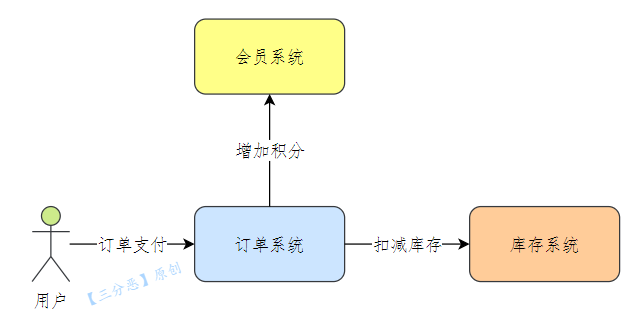 会员系统
增加积分
订单支付
订单系统
扣减库存
库存系统
用户
【三分恶】原创